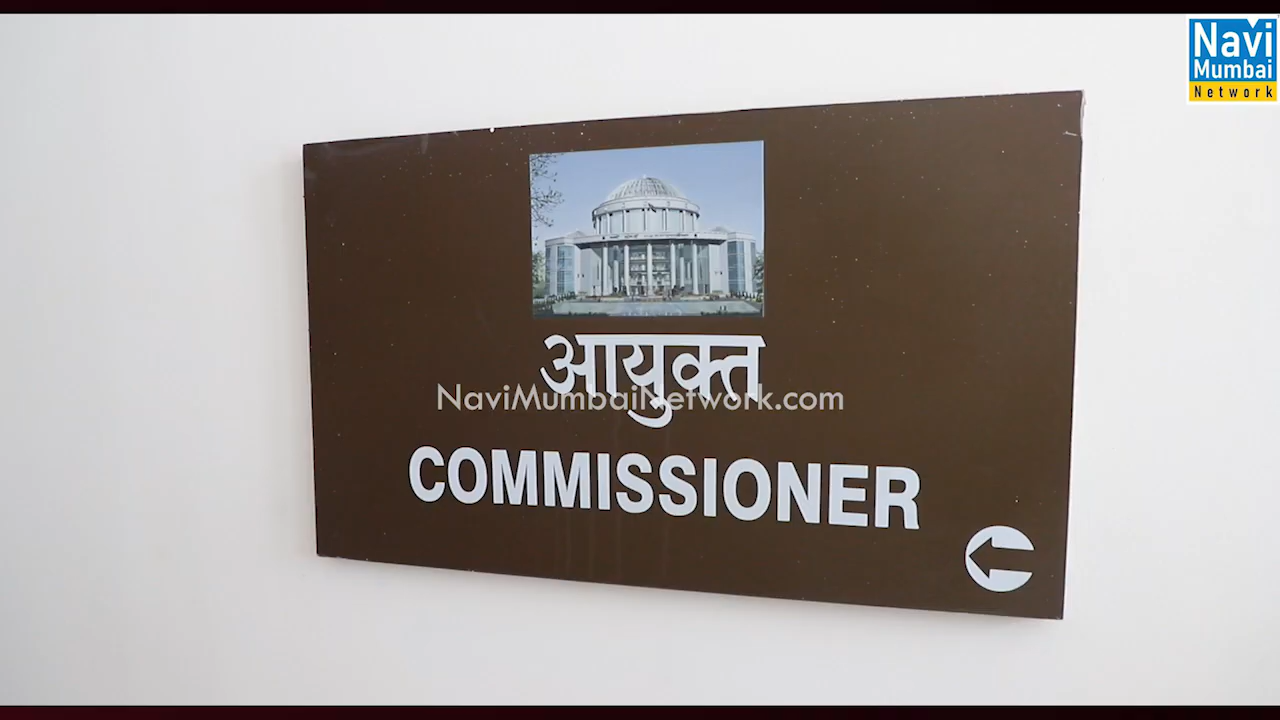 Navi
Mumbai
Network
आयुक्त
NaviMumbaiNetwork.com
COMMISSIONER